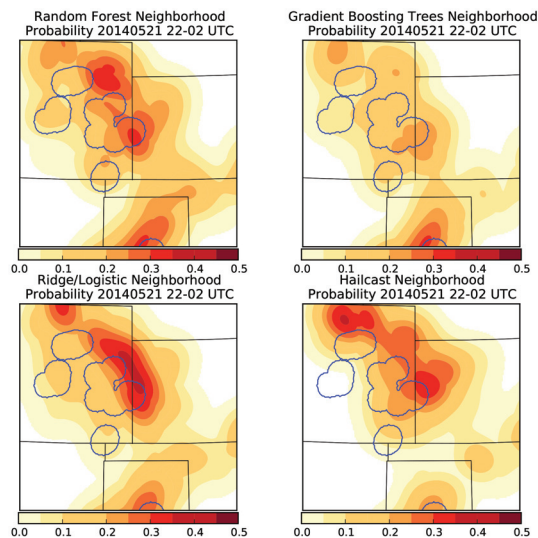 Random Forest Neighborhood
Probability 20140521 22-02 UTC
Gradient Boosting Trees Neighborhood
Probability 20140521 22-02 UTC
0.0 0.1 0.2 0.3 0.4 0.5
0.0 0.1 0.2 0.3 0.4 0.5
Ridge/Logistic Neighborhood
Probability 20140521 22-02 UTC
Hailcast Neighborhood
Probability 20140521 22-02 UTC
0.0 0.1 0.2 0.3 0.4 0.5
0.0 0.1 0.2 0.3 0.4 0.5